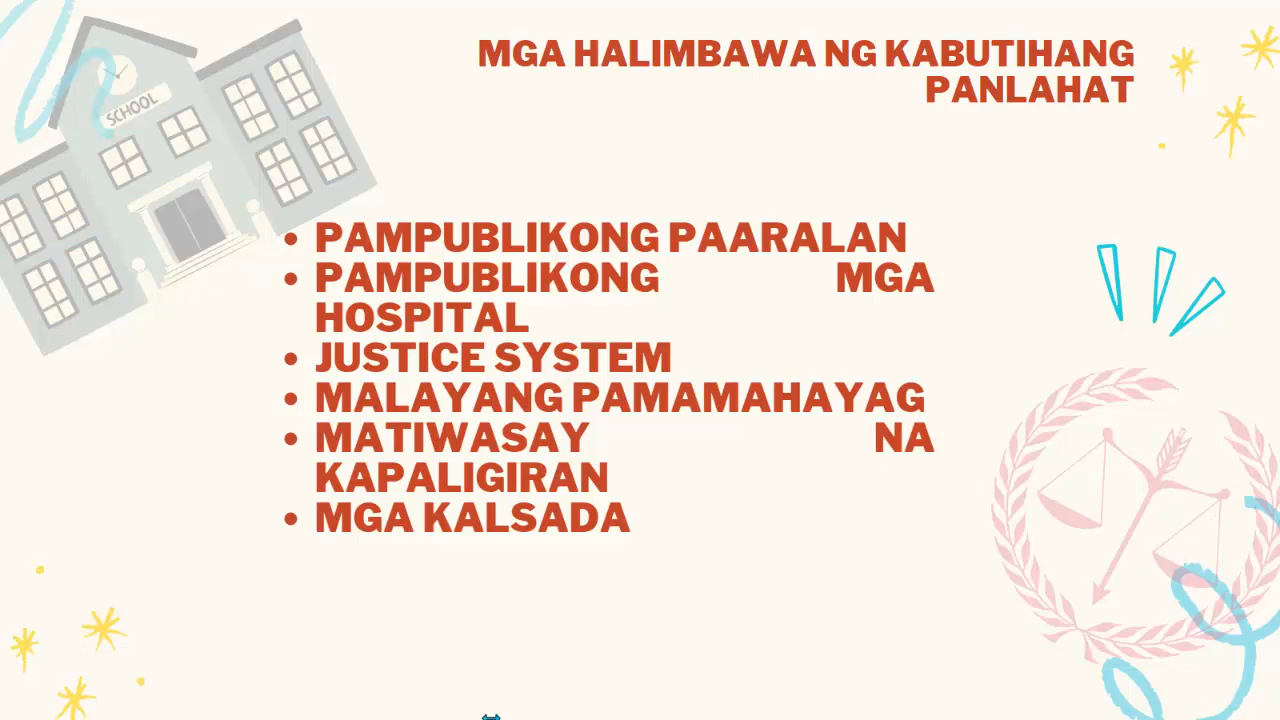 SCHOOL
MGA HALIMBAWA NG KABUTIHANG
PANLAHAT
• PAMPUBLIKONG PAARALAN
• PAMPUBLIKONG MGA
HOSPITAL
• JUSTICE SYSTEM
• MALAYANG PAMAMAHAYAG
• MATIWASAY NA
KAPALIGIRAN
• MGA KALSADA